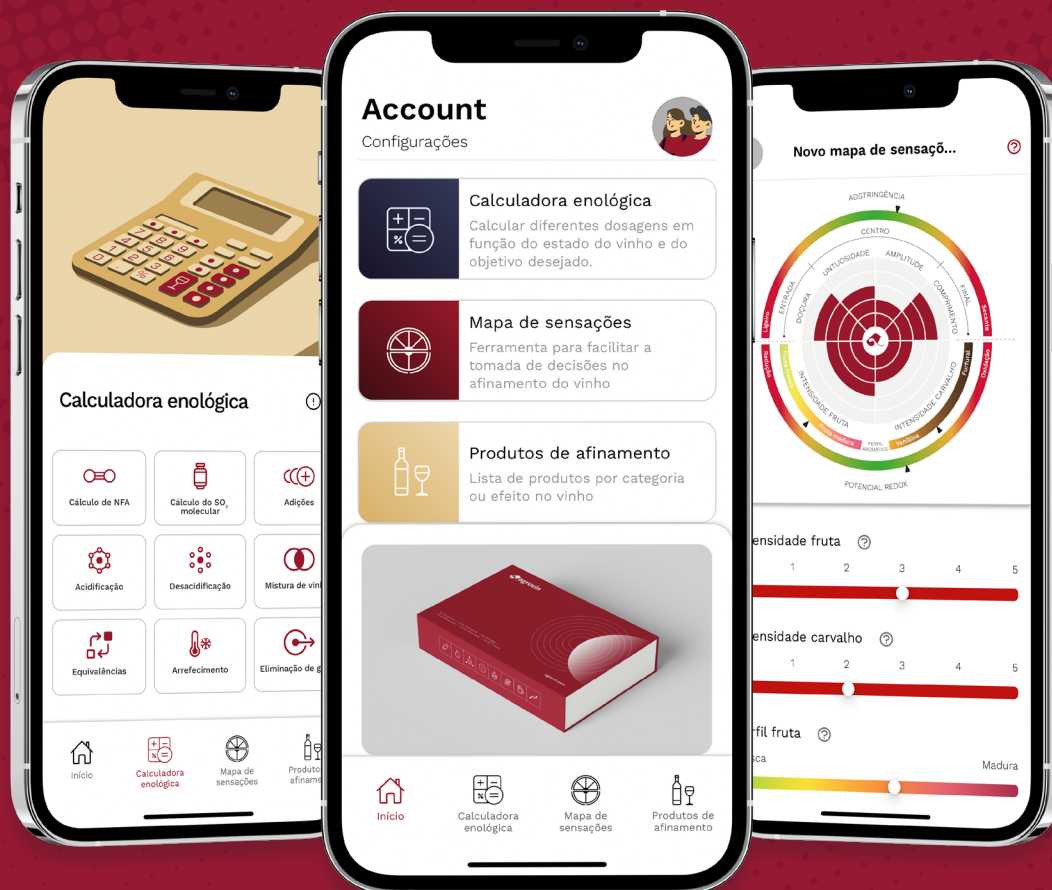 Calculadora enológica
Cálculo de NFA
Cálculo do SO₂
molecular
Adições
Acidificação
Desacidificação
Mistura de vinh
Equivalências
Arrefecimento
Eliminação de g
Início
Calculadora
enológica
Mapa de
sensações
Produto
afiname
Account
Configurações
Calculadora enológica
Calcular diferentes dosagens em
função do estado do vinho e do
objetivo desejado.
Mapa de sensações
Ferramenta para facilitar a
tomada de decisões no
afinamento do vinho
Produtos de afinamento
Lista de produtos por categoria
ou efeito no vinho
agrovin
Início
Calculadora
enológica
Mapa de
sensações
Produtos de
afinamento
Novo mapa de sensaçõ...
ADSTRINGÊNCIA
CENTRO
UNTUOSIDADE
AMPLITUDE
ENTRADA
DOÇURA
COMPRIMENTO
FINAL
Ligeiro
Secante
Redução
Oxidação
Furfural
INTENSIDADE FRUTA
INTENSIDADE CARVALHO
Fruta madura
PERFIL
AROMÁTICO
Vanilina
POTENCIAL REDOX
ensidade fruta
1 2 3 4 5
ensidade carvalho
1 2 3 4 5
rfil fruta
sca
Madura